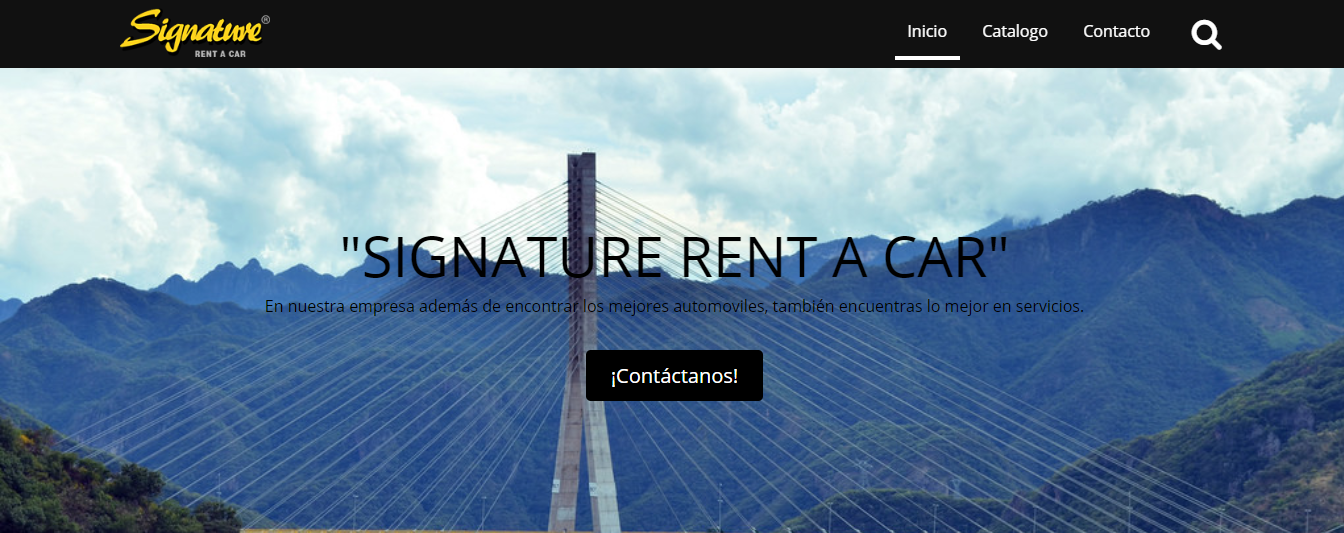 Signature®
RENT A CAR
Inicio
Catalogo
Contacto
"SIGNATURE RENT A CAR"
En nuestra empresa además de encontrar los mejores automoviles, también encuentras lo mejor en servicios.
¡Contáctanos!